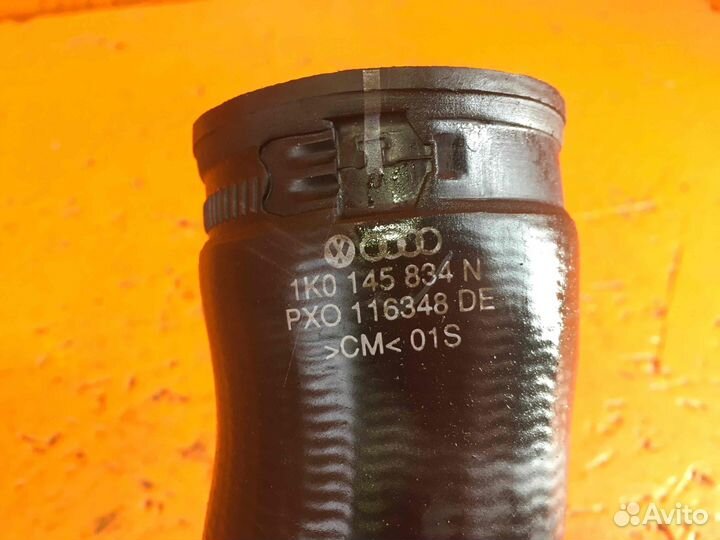 1K0 145 834 N
PXO 116348 DE
>CM< 01S
Avito